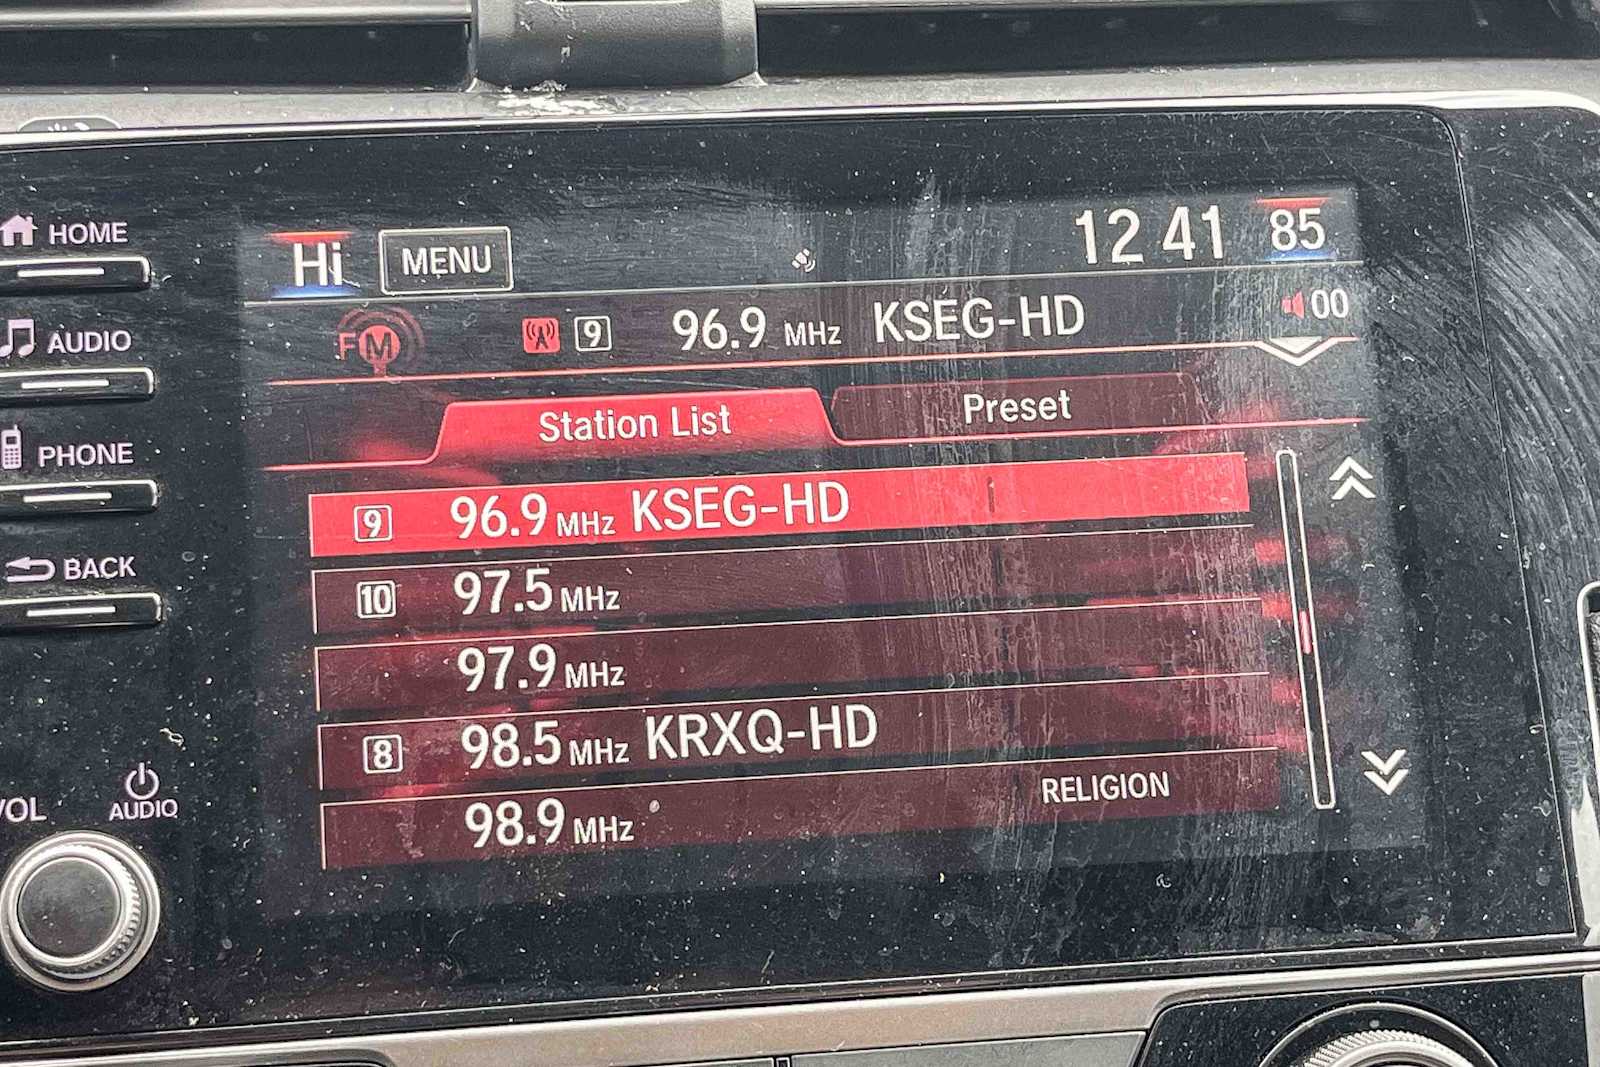 Hi MENU 12 41 85
FM 9 96.9 MHz KSEG-HD 00
Station List Preset
9 96.9 MHz KSEG-HD
10 97.5 MHz
97.9 MHz
8 98.5 MHz KRXQ-HD
98.9 MHz RELIGION
HOME
AUDIO
PHONE
BACK
VOL AUDIO